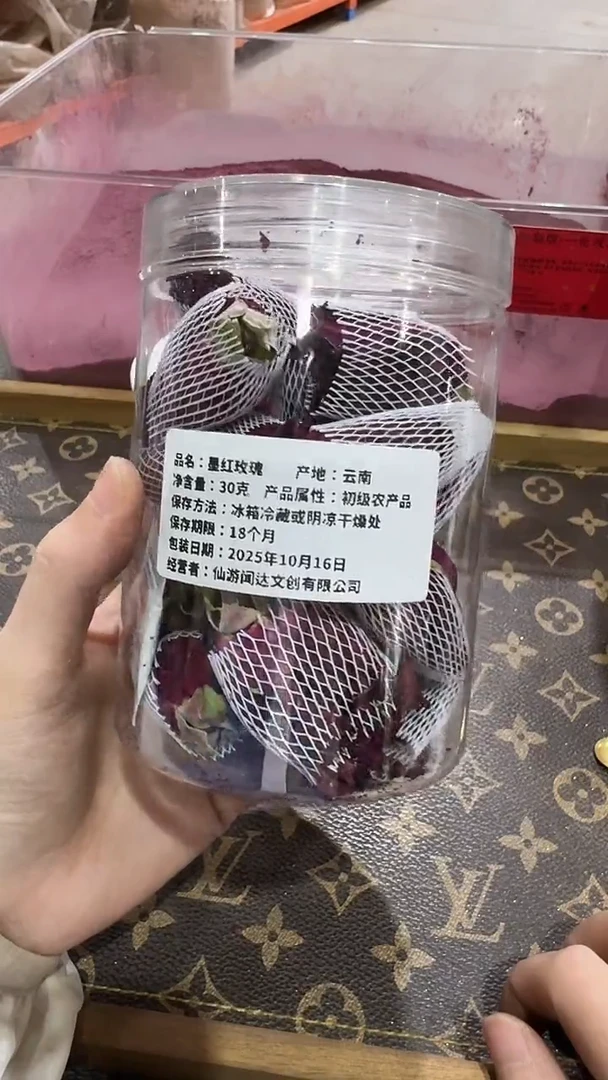 品名：墨红玫瑰 产地：云南
净含量：30克 产品属性：初级农产品
保存方法：冰箱冷藏或阴凉干燥处
保存期限：18个月
包装日期：2025年10月16日
经营者：仙游闻达文创有限公司
LV
LV